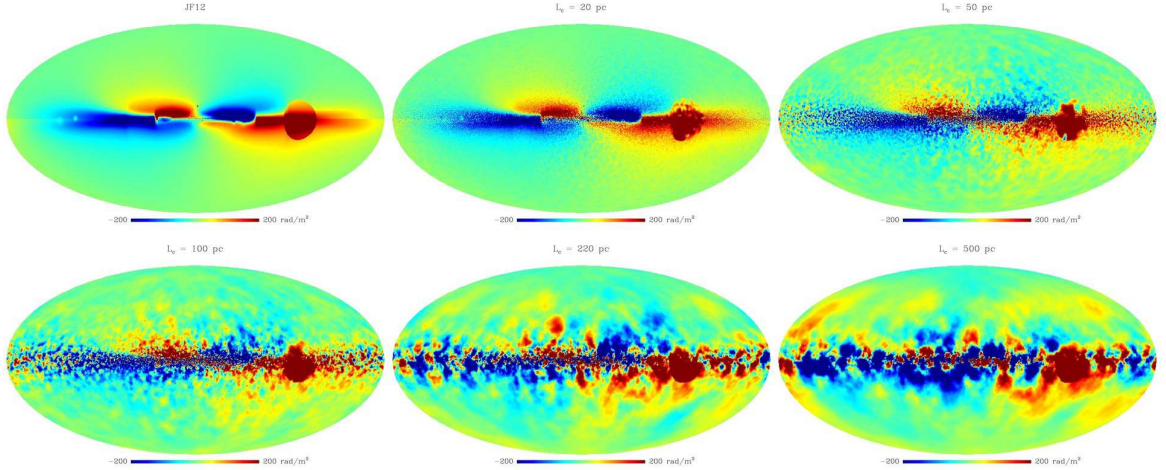 JF12
L_c = 20 pc
L_c = 50 pc
-200 200 rad/m²
-200 200 rad/m²
-200 200 rad/m²
L_c = 100 pc
L_c = 220 pc
L_c = 500 pc
-200 200 rad/m²
-200 200 rad/m²
-200 200 rad/m²